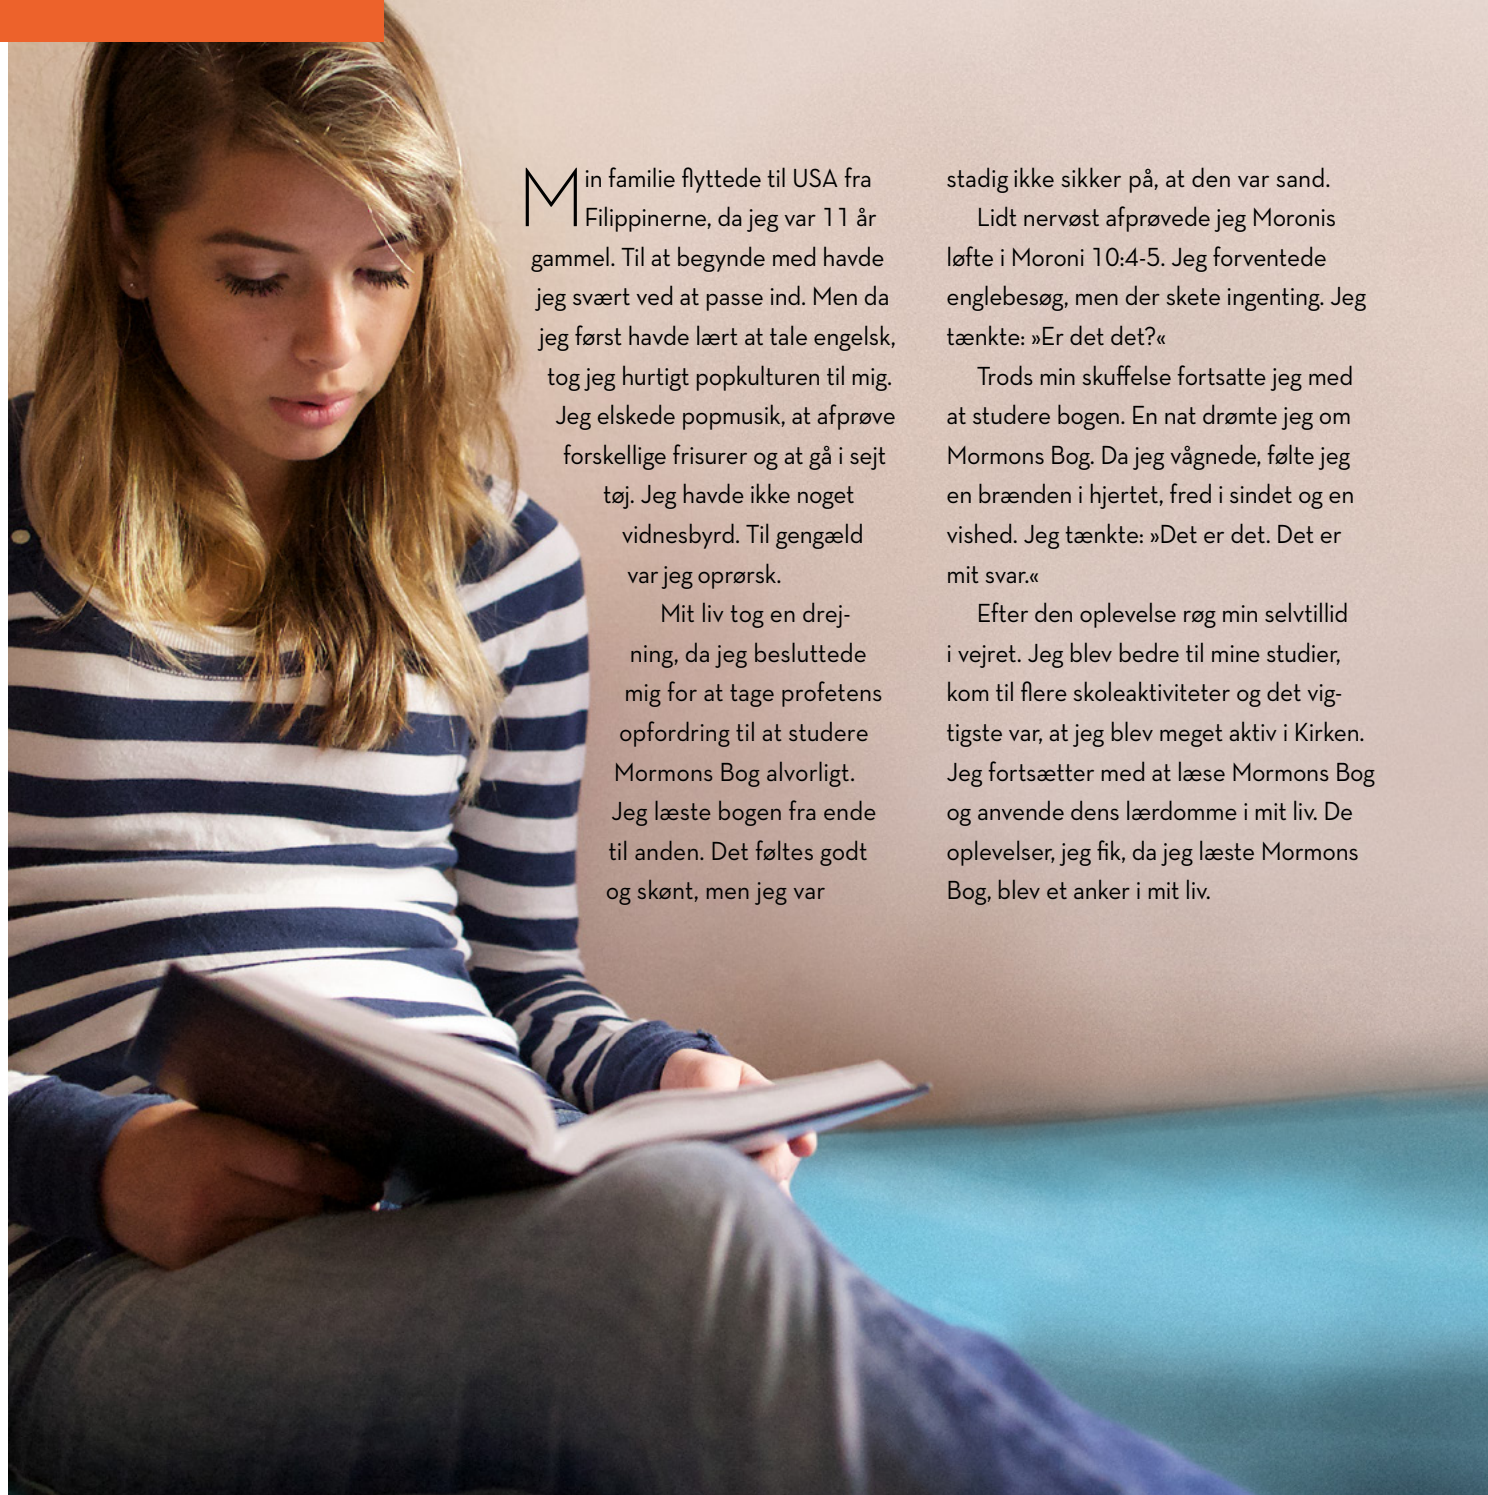 Min familie flyttede til USA fra
Filippinerne, da jeg var 11 år
gammel. Til at begynde med havde
jeg svært ved at passe ind. Men da
jeg først havde lært at tale engelsk,
tog jeg hurtigt popkulturen til mig.
Jeg elskede popmusik, at afprøve
forskellige frisurer og at gå i sejt
tøj. Jeg havde ikke noget
vidnesbyrd. Til gengæld
var jeg oprørsk.
Mit liv tog en drej-
ning, da jeg besluttede
mig for at tage profetens
opfordring til at studere
Mormons Bog alvorligt.
Jeg læste bogen fra ende
til anden. Det føltes godt
og skønt, men jeg var
stadig ikke sikker på, at den var sand.
Lidt nervøst afprøvede jeg Moronis
løfte i Moroni 10:4-5. Jeg forventede
englebesøg, men der skete ingenting. Jeg
tænkte: »Er det det?«
Trods min skuffelse fortsatte jeg med
at studere bogen. En nat drømte jeg om
Mormons Bog. Da jeg vågnede, følte jeg
en brænden i hjertet, fred i sindet og en
vished. Jeg tænkte: »Det er det. Det er
mit svar.«
Efter den oplevelse røg min selvtillid
i vejret. Jeg blev bedre til mine studier,
kom til flere skoleaktiviteter og det vig-
tigste var, at jeg blev meget aktiv i Kirken.
Jeg fortsætter med at læse Mormons Bog
og anvende dens lærdomme i mit liv. De
oplevelser, jeg fik, da jeg læste Mormons
Bog, blev et anker i mit liv.